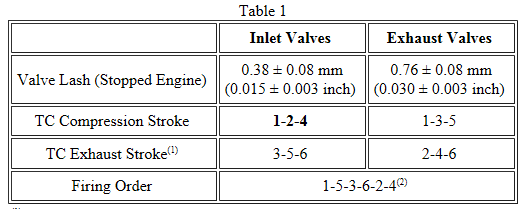 Table 1
Inlet Valves Exhaust Valves
Valve Lash (Stopped Engine) 0.38 ± 0.08 mm 0.76 ± 0.08 mm
(0.015 ± 0.003 inch) (0.030 ± 0.003 inch)
TC Compression Stroke 1-2-4 1-3-5
TC Exhaust Stroke(1) 3-5-6 2-4-6
Firing Order 1-5-3-6-2-4(2)